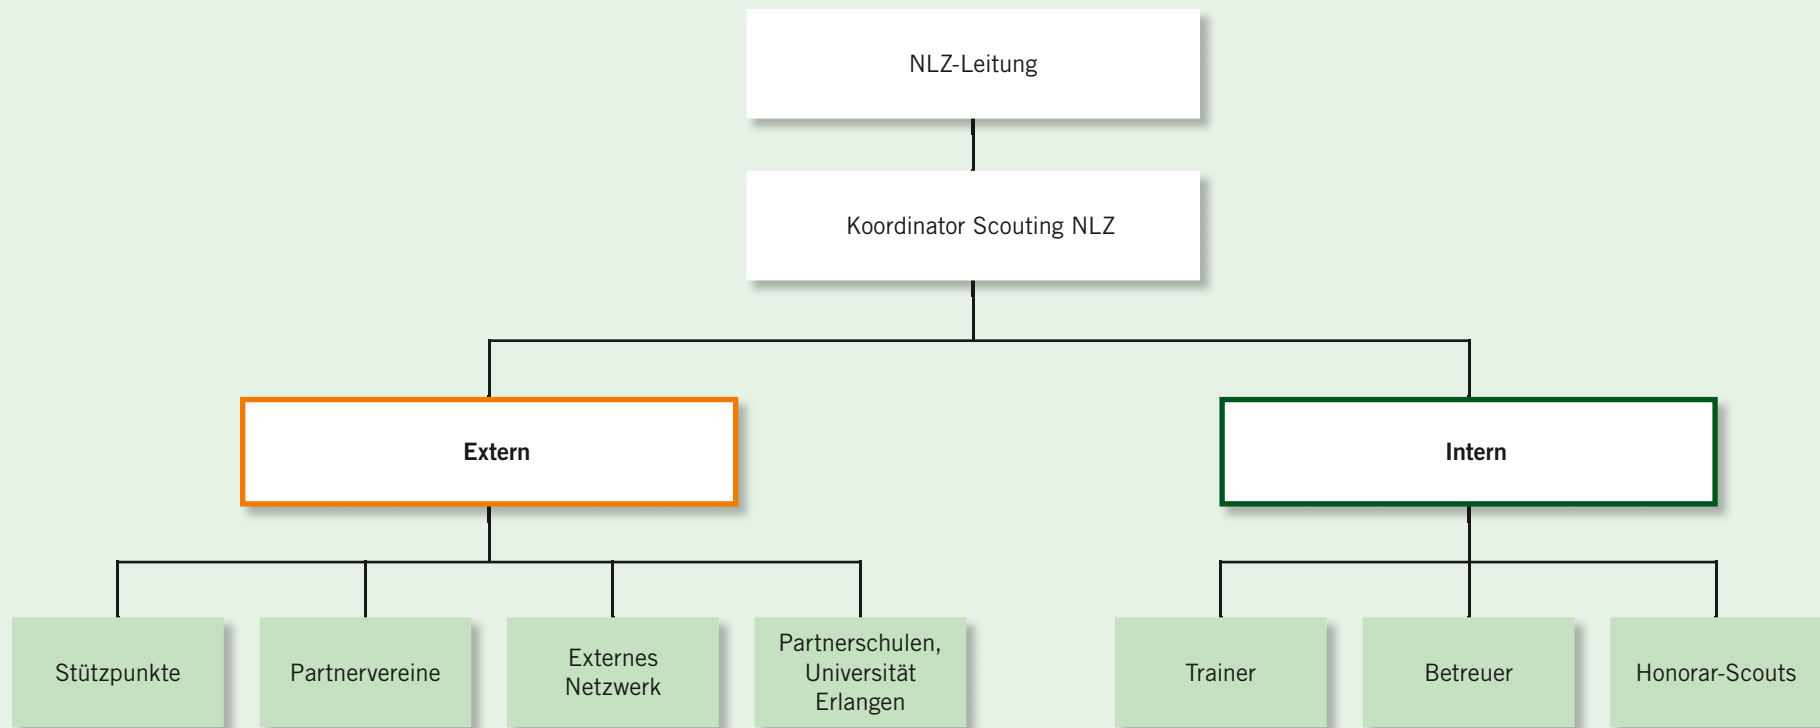 NLZ-Leitung
Koordinator Scouting NLZ
Extern
Intern
Stützpunkte
Partnervereine
Externes
Netzwerk
Partnerschulen,
Universität
Erlangen
Trainer
Betreuer
Honorar-Scouts